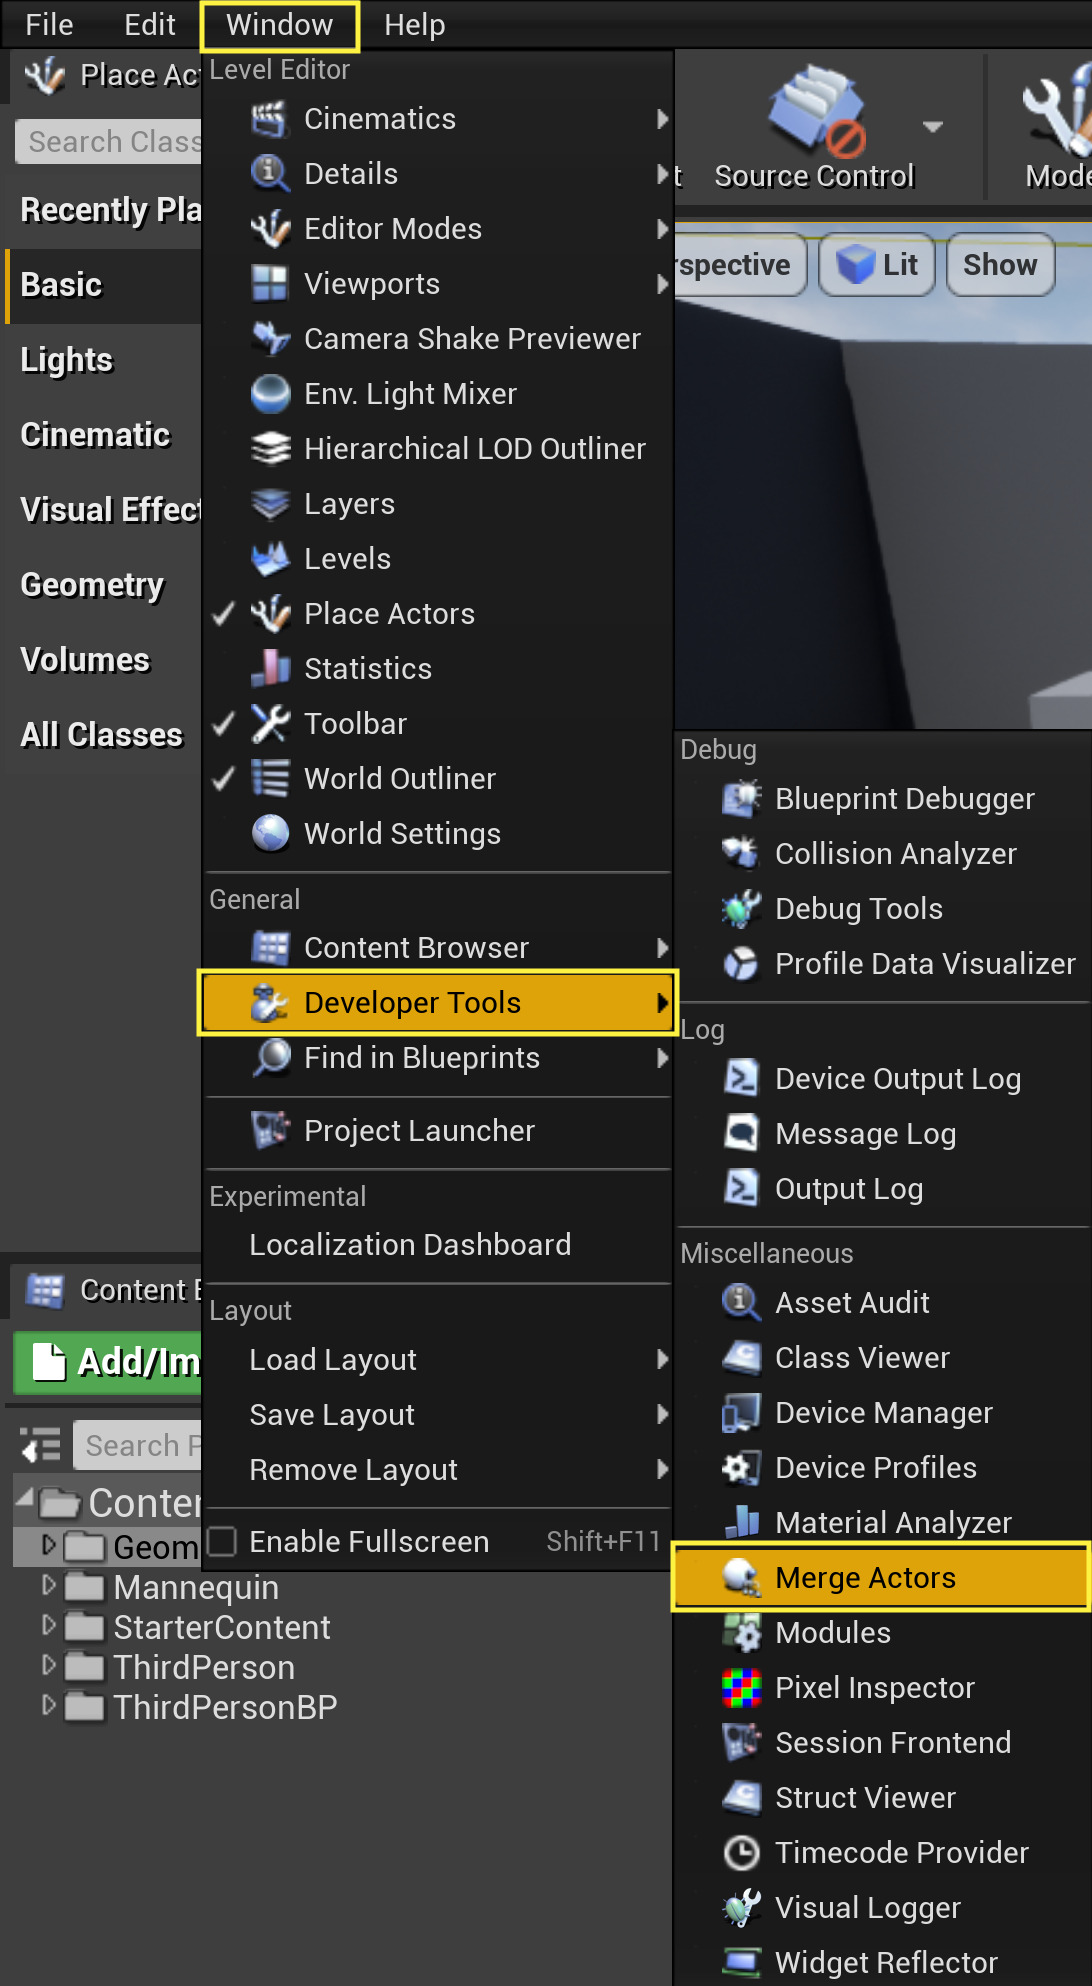 File Edit Window Help
Place Ac
Search Class
Recently Pla
Basic
Lights
Cinematic
Visual Effect
Geometry
Volumes
All Classes
Level Editor
Cinematics
Details
Editor Modes
Viewports
Camera Shake Previewer
Env. Light Mixer
Hierarchical LOD Outliner
Layers
Levels
Place Actors
Statistics
Toolbar
World Outliner
World Settings
General
Content Browser
Developer Tools
Find in Blueprints
Project Launcher
Experimental
Localization Dashboard
Layout
Load Layout
Save Layout
Remove Layout
Enable Fullscreen Shift+F11
t Source Control Mode
rspective Lit Show
Debug
Blueprint Debugger
Collision Analyzer
Debug Tools
Profile Data Visualizer
Log
Device Output Log
Message Log
Output Log
Miscellaneous
Asset Audit
Class Viewer
Device Manager
Device Profiles
Material Analyzer
Merge Actors
Modules
Pixel Inspector
Session Frontend
Struct Viewer
Timecode Provider
Visual Logger
Widget Reflector
Content B
Add/Im
Search P
Conten
Geom
Mannequin
StarterContent
ThirdPerson
ThirdPersonBP